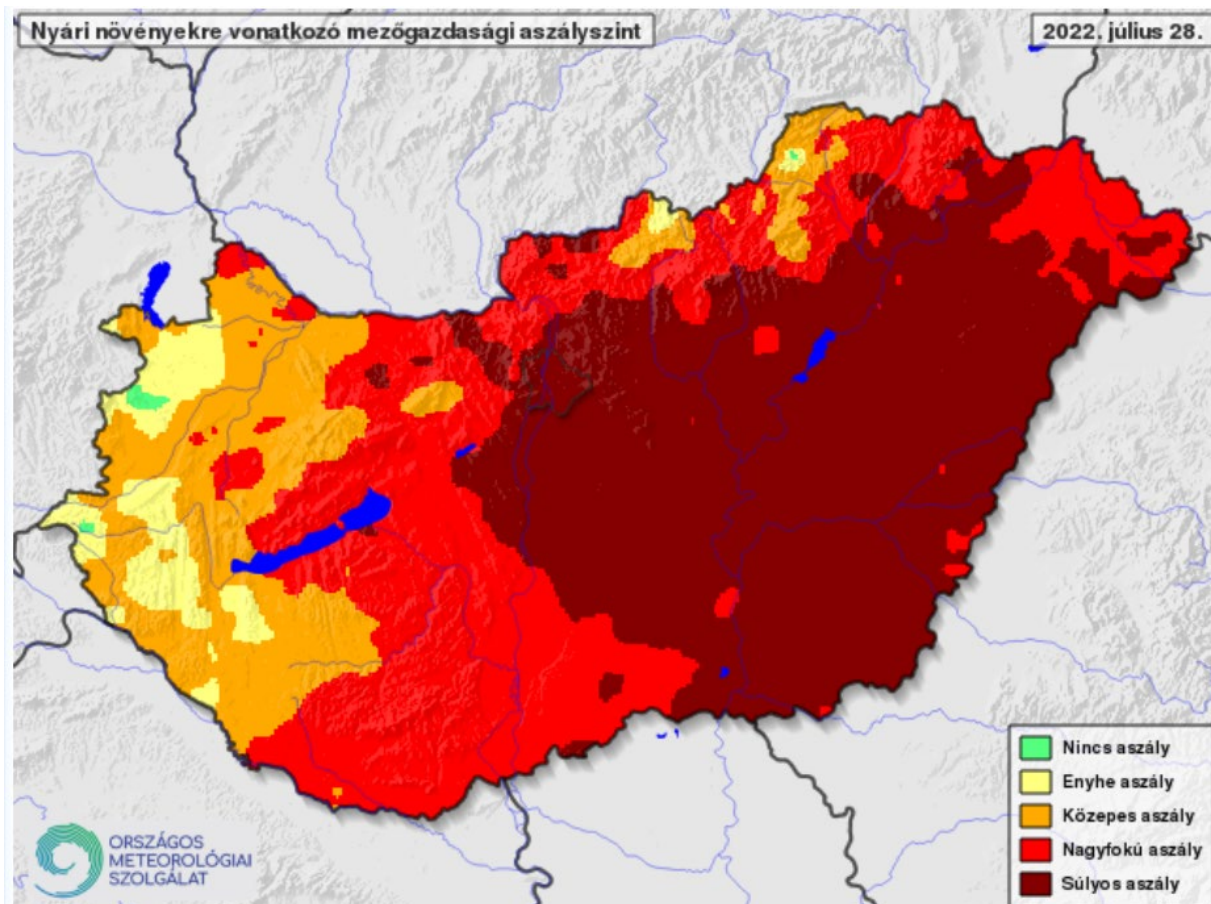 Nyári növényekre vonatkozó mezőgazdasági aszályszint
2022. július 28.
Nincs aszály
Enyhe aszály
Közepes aszály
Nagyfokú aszály
Súlyos aszály
ORSZÁGOS
METEOROLÓGIAI
SZOLGÁLAT